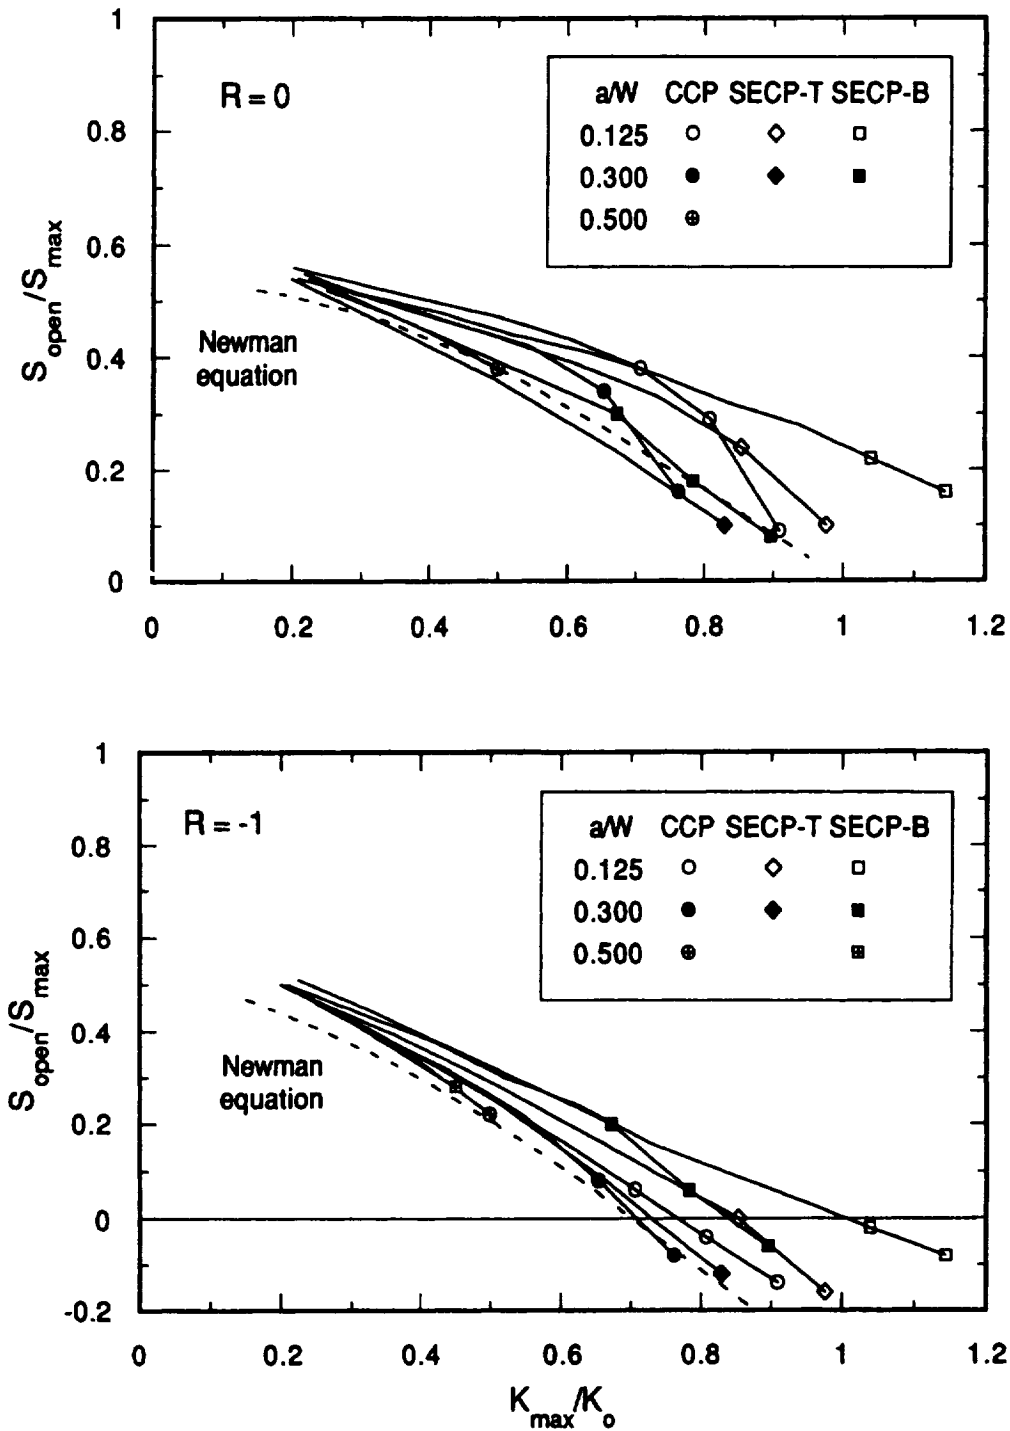 1
R = 0
a/W CCP SECP-T SECP-B
0.125
0.300
0.500
0.8
0.6
0.4
0.2
0
S_open/S_max
Newman
equation
0 0.2 0.4 0.6 0.8 1 1.2
1
R = -1
a/W CCP SECP-T SECP-B
0.125
0.300
0.500
0.8
0.6
0.4
0.2
0
-0.2
S_open/S_max
Newman
equation
0 0.2 0.4 0.6 0.8 1 1.2
K_max/K_o